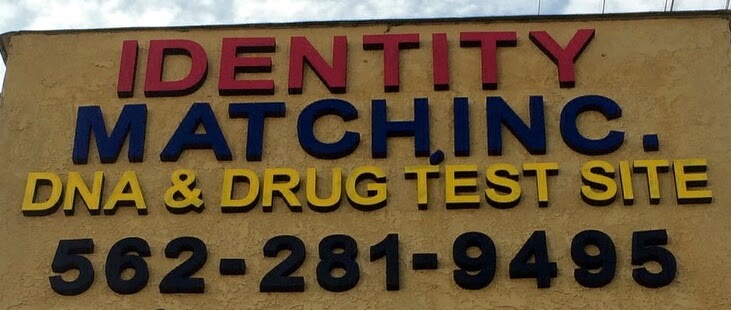 IDENTITY
MATCH,INC.
DNA & DRUG TEST SITE
562-281-9495